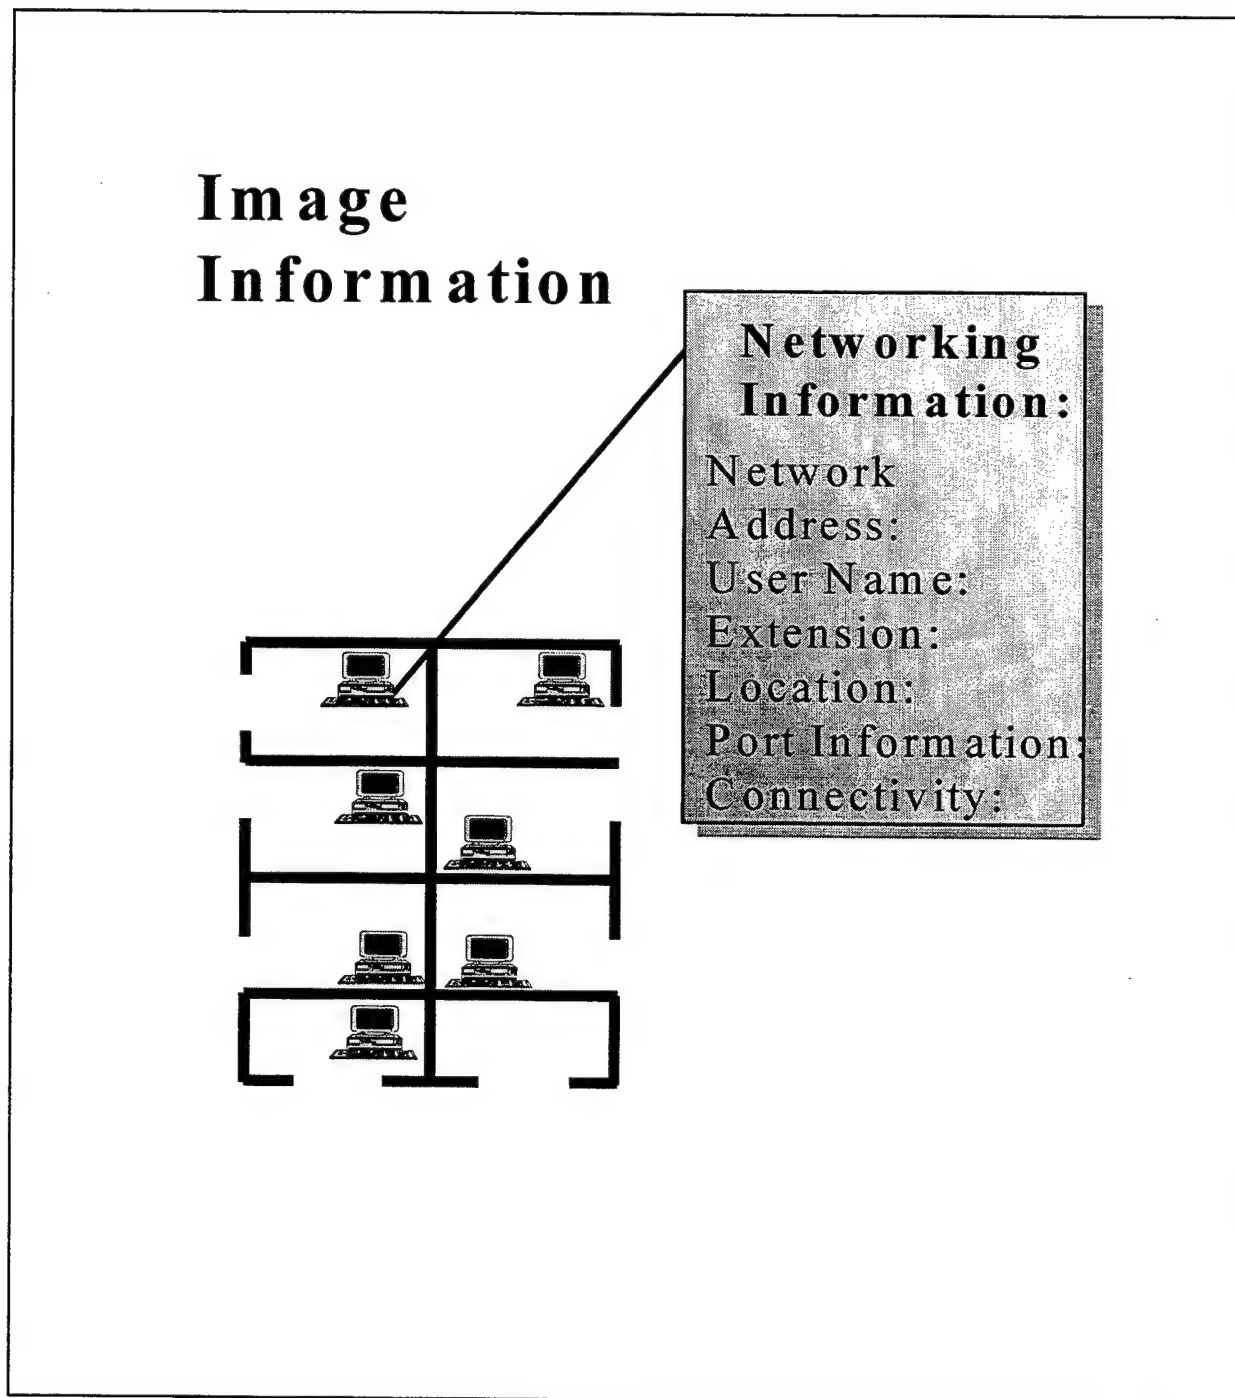 Image
Information
Networking
Information:
Network
Address:
User Name:
Extension:
Location:
Port Information:
Connectivity: